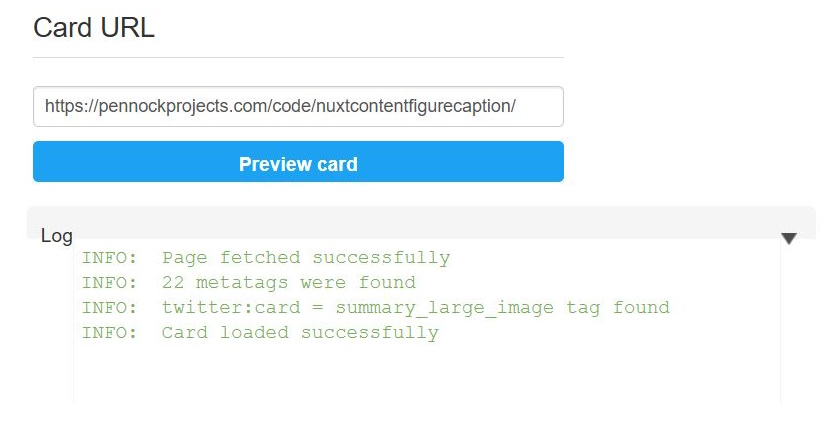 Card URL
https://pennockprojects.com/code/nuxtcontentfigurecaption/
Preview card
Log
INFO:  Page fetched successfully
INFO:  22 metatags were found
INFO:  twitter:card = summary_large_image tag found
INFO:  Card loaded successfully